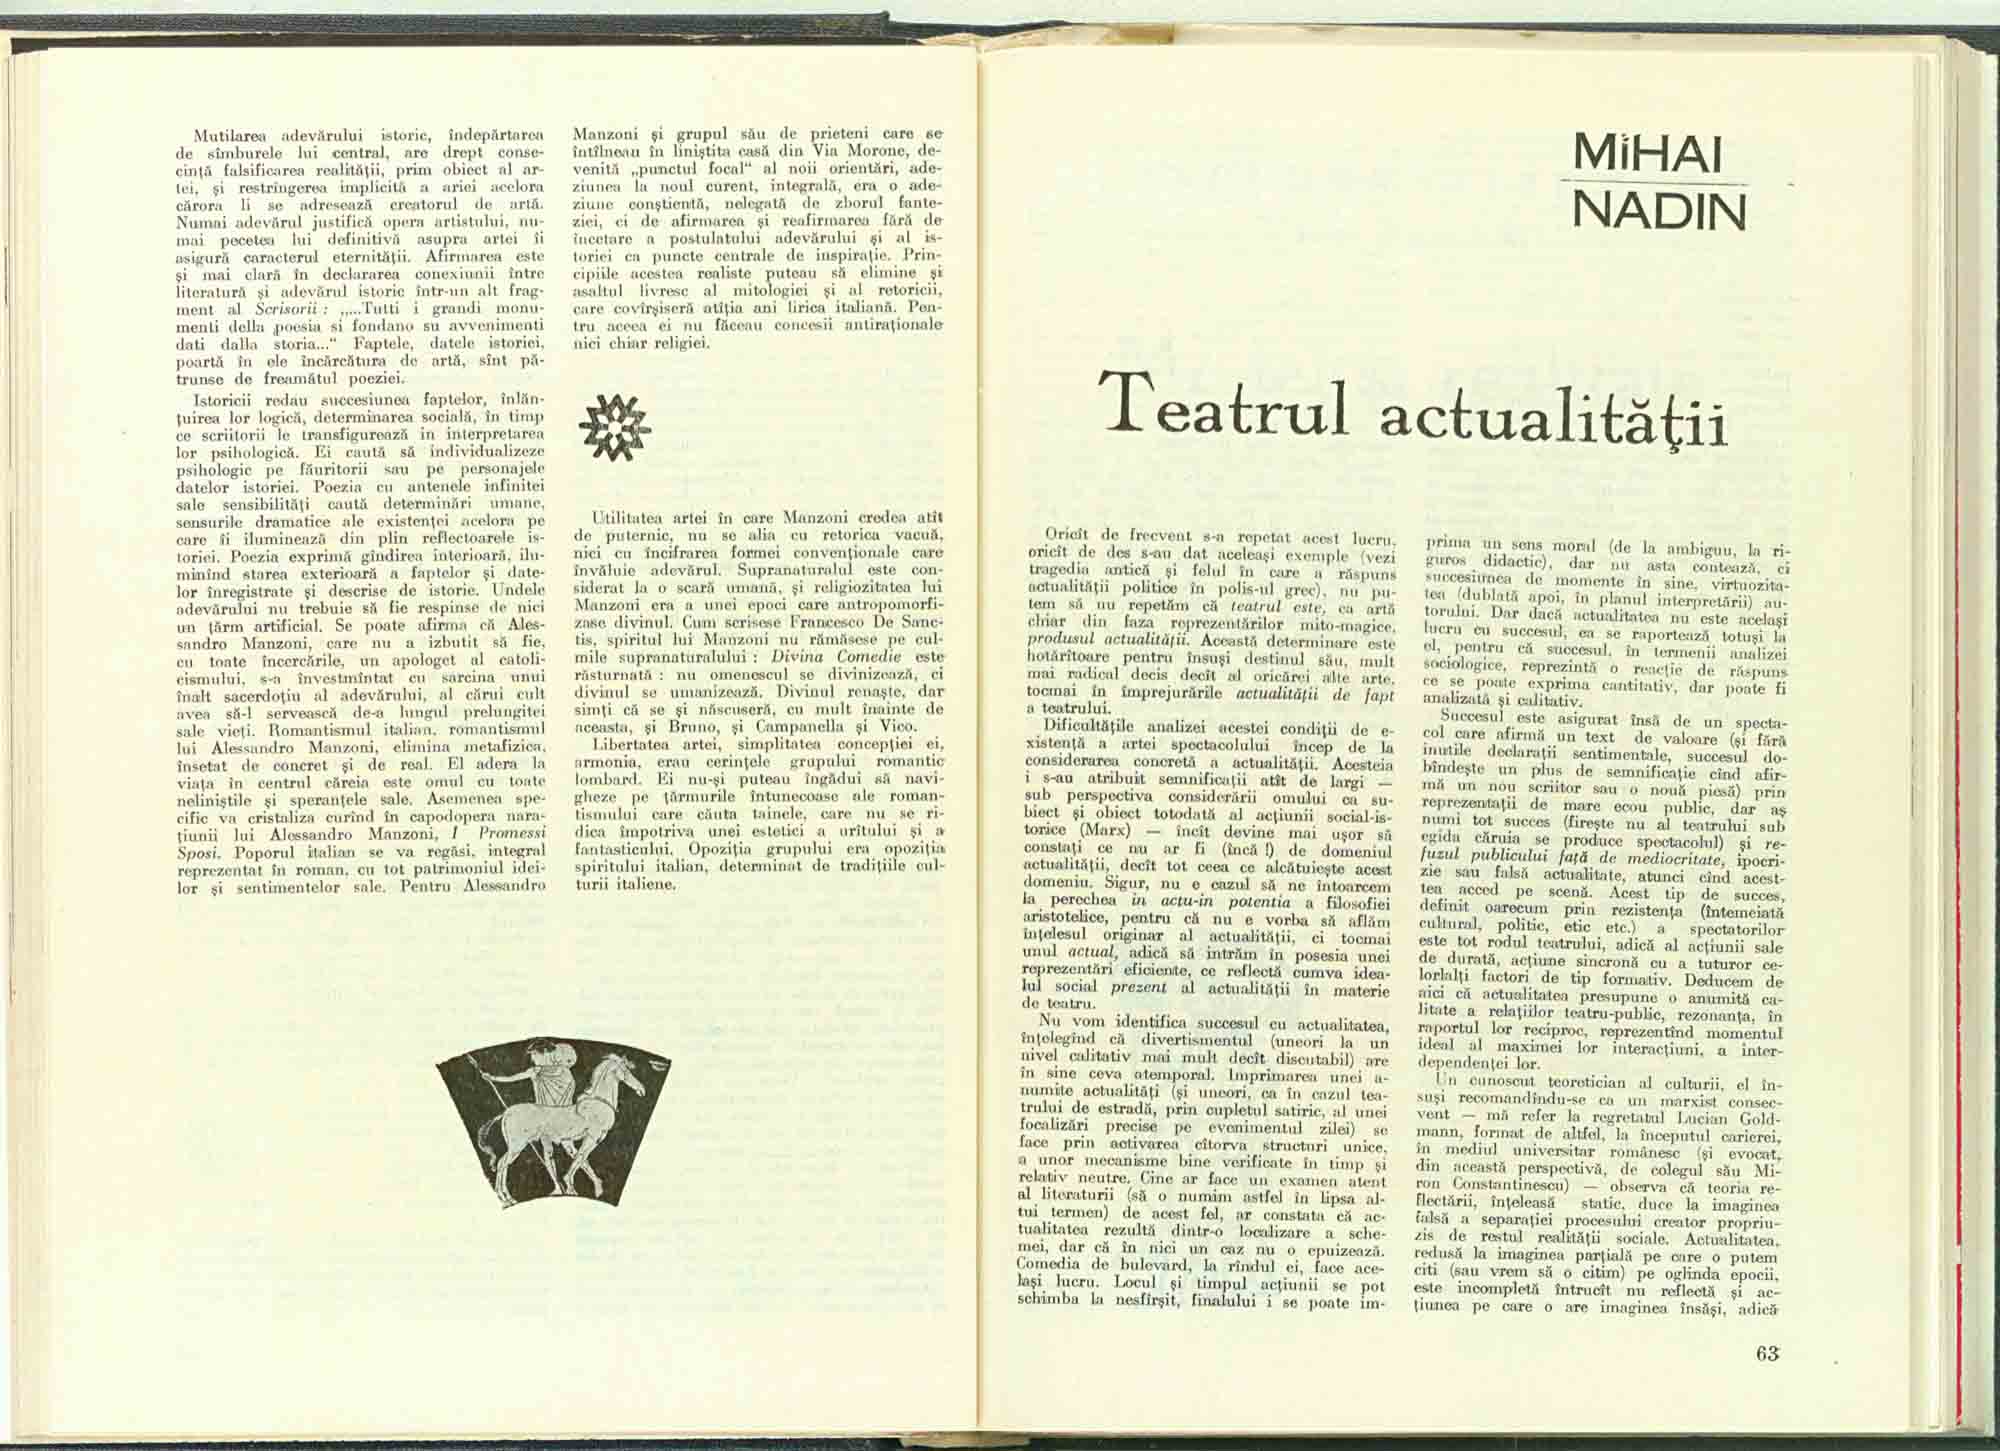 Mutilarea adevărului istoric, îndepărtarea
de sîmburele lui central, are drept conse-
cință falsificarea realității, prim obiect al ar-
tei, și restrîngerea implicită a ariei acelora
cărora li se adresează creatorul de artă.
Numai adevărul justifică opera artistului, nu-
mai pecetea lui definitivă asupra artei îi
asigură caracterul eternității. Afirmarea este
și mai clară în declararea conexiunii între
literatură și adevărul istoric într-un alt frag-
ment al Scrisorii : „...Tutti i grandi monu-
menti della poesia si fondano su avvenimenti
dati dalla storia...“ Faptele, datele istoriei,
poartă în ele încărcătura de artă, sînt pă-
trunse de freamătul poeziei.
Istoricii redau succesiunea faptelor, înlăn-
țuirea lor logică, determinarea socială, în timp
ce scriitorii le transfigurează in interpretarea
lor psihologică. Ei caută să individualizeze
psihologic pe făuritorii sau pe personajele
datelor istoriei. Poezia cu antenele infinitei
sale sensibilități caută determinări umane,
sensurile dramatice ale existenței acelora pe
care îi iluminează din plin reflectoarele is-
toriei. Poezia exprimă gîndirea interioară, ilu-
minînd starea exterioară a faptelor și date-
lor înregistrate și descrise de istorie. Undele
adevărului nu trebuie să fie respinse de nici
un țărm artificial. Se poate afirma că Ales-
sandro Manzoni, care nu a izbutit să fie,
cu toate încercările, un apologet al catoli-
cismului, s-a învestmîntat cu sarcina unui
înalt sacerdoțiu al adevărului, al cărui cult
avea să-l servească de-a lungul prelungitei
sale vieți. Romantismul italian, romantismul
lui Alessandro Manzoni, elimina metafizica,
însetat de concret și de real. El adera la
viața în centrul căreia este omul cu toate
neliniștile și speranțele sale. Asemenea spe-
cific va cristaliza curînd în capodopera nara-
țiunii lui Alessandro Manzoni, I Promessi
Sposi. Poporul italian se va regăsi, integral
reprezentat în roman, cu tot patrimoniul idei-
lor și sentimentelor sale. Pentru Alessandro
Manzoni și grupul său de prieteni care se
întîlneau în liniștita casă din Via Morone, de-
venită „punctul focal“ al noii orientări, ade-
ziunea la noul curent, integrală, era o ade-
ziune conștientă, nelegată de zborul fante-
ziei, ci de afirmarea și reafirmarea fără de
încetare a postulatului adevărului și al is-
toriei ca puncte centrale de inspirație. Prin-
cipiile acestea realiste puteau să elimine și
asaltul livresc al mitologiei și al retoricii,
care covîrșiseră atîția ani lirica italiană. Pen-
tru aceea ei nu făceau concesii antiraționale
nici chiar religiei.
Utilitatea artei în care Manzoni credea atît
de puternic, nu se alia cu retorica vacuă,
nici cu încifrarea formei convenționale care
învăluie adevărul. Supranaturalul este con-
siderat la o scară umană, și religiozitatea lui
Manzoni era a unei epoci care antropomorfi-
zase divinul. Cum scrisese Francesco De Sanc-
tis, spiritul lui Manzoni nu rămăsese pe cul-
mile supranaturalului : Divina Comedie este
răsturnată : nu omenescul se divinizează, ci
divinul se umanizează. Divinul renaște, dar
simți că se și născuseră, cu mult înainte de
aceasta, și Bruno, și Campanella și Vico.
Libertatea artei, simplitatea concepției ei,
armonia, erau cerințele grupului romantic
lombard. Ei nu-și puteau îngădui să navi-
gheze pe țărmurile întunecoase ale roman-
tismului care căuta tainele, care nu se ri-
dica împotriva unei estetici a urîtului și a
fantasticului. Opoziția grupului era opoziția
spiritului italian, determinat de tradițiile cul-
turii italiene.
MiHAI
NADIN
Teatrul actualității
Oricît de frecvent s-a repetat acest lucru,
oricît de des s-au dat aceleași exemple (vezi
tragedia antică și felul în care a răspuns
actualității politice în polis-ul grec), nu pu-
tem să nu repetăm că teatrul este, ca artă
chiar din faza reprezentărilor mito-magice,
produsul actualității. Această determinare este
hotărîtoare pentru însuși destinul său, mult
mai radical decis decît al oricărei alte arte,
tocmai în împrejurările actualității de fapt
a teatrului.
Dificultățile analizei acestei condiții de e-
xistență a artei spectacolului încep de la
considerarea concretă a actualității. Acesteia
i s-au atribuit semnificații atît de largi —
sub perspectiva considerării omului ca su-
biect și obiect totodată al acțiunii social-is-
torice (Marx) — încît devine mai ușor să
constați ce nu ar fi (încă !) de domeniul
actualității, decît tot ceea ce alcătuiește acest
domeniu. Sigur, nu e cazul să ne întoarcem
la perechea in actu-in potentia a filosofiei
aristotelice, pentru că nu e vorba să aflăm
înțelesul originar al actualității, ci tocmai
unul actual, adică să intrăm în posesia unei
reprezentări eficiente, ce reflectă cumva idea-
lul social prezent al actualității în materie
de teatru.
Nu vom identifica succesul cu actualitatea,
înțelegînd că divertismentul (uneori la un
nivel calitativ mai mult decît discutabil) are
în sine ceva atemporal. Imprimarea unei a-
numite actualități (și uneori, ca în cazul tea-
trului de estradă, prin cupletul satiric, al unei
focalizări precise pe evenimentul zilei) se
face prin activarea cîtorva structuri unice,
a unor mecanisme bine verificate în timp și
relativ neutre. Cine ar face un examen atent
al literaturii (să o numim astfel în lipsa al-
tui termen) de acest fel, ar constata că ac-
tualitatea rezultă dintr-o localizare a sche-
mei, dar că în nici un caz nu o epuizează.
Comedia de bulevard, la rîndul ei, face ace-
lași lucru. Locul și timpul acțiunii se pot
schimba la nesfîrșit, finalului i se poate im-
prima un sens moral (de la ambiguu, la ri-
guros didactic), dar nu asta contează, ci
succesiunea de momente în sine, virtuozita-
tea (dublată apoi, în planul interpretării) au-
torului. Dar dacă actualitatea nu este același
lucru cu succesul, ea se raportează totuși la
el, pentru că succesul, în termenii analizei
sociologice, reprezintă o reacție de răspuns
ce se poate exprima cantitativ, dar poate fi
analizată și calitativ.
Succesul este asigurat însă de un specta-
col care afirmă un text de valoare (și fără
inutile declarații sentimentale, succesul do-
bîndește un plus de semnificație cînd afir-
mă un nou scriitor sau o nouă piesă) prin
reprezentații de mare ecou public, dar aș
numi tot succes (firește nu al teatrului sub
egida căruia se produce spectacolul) și re-
fuzul publicului față de mediocritate, ipocri-
zie sau falsă actualitate, atunci cînd acest-
tea acced pe scenă. Acest tip de succes,
definit oarecum prin rezistența (întemeiată
cultural, politic, etic etc.) a spectatorilor
este tot rodul teatrului, adică al acțiunii sale
de durată, acțiune sincronă cu a tuturor ce-
lorlalți factori de tip formativ. Deducem de
aici că actualitatea presupune o anumită ca-
litate a relațiilor teatru-public, rezonanța, în
raportul lor reciproc, reprezentînd momentul
ideal al maximei lor interacțiuni, a inter-
dependenței lor.
Un cunoscut teoretician al culturii, el în-
suși recomandîndu-se ca un marxist consec-
vent — mă refer la regretatul Lucian Gold-
mann, format de altfel, la începutul carierei,
în mediul universitar românesc (și evocat,
din această perspectivă, de colegul său Mi-
ron Constantinescu) — observa că teoria re-
flectării, înțeleasă static, duce la imaginea
falsă a separației procesului creator propriu-
zis de restul realității sociale. Actualitatea,
redusă la imaginea parțială pe care o putem
citi (sau vrem să o citim) pe oglinda epocii,
este incompletă întrucît nu reflectă și ac-
țiunea pe care o are imaginea însăși, adică
63